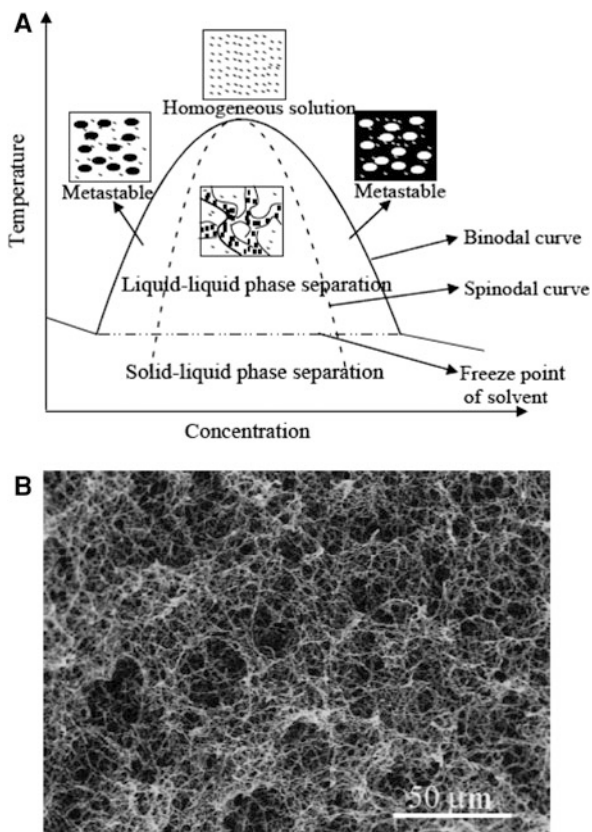 A
Temperature
Homogeneous solution
Metastable
Metastable
Binodal curve
Liquid-liquid phase separation
Spinodal curve
Solid-liquid phase separation
Freeze point
of solvent
Concentration
B
50 μm